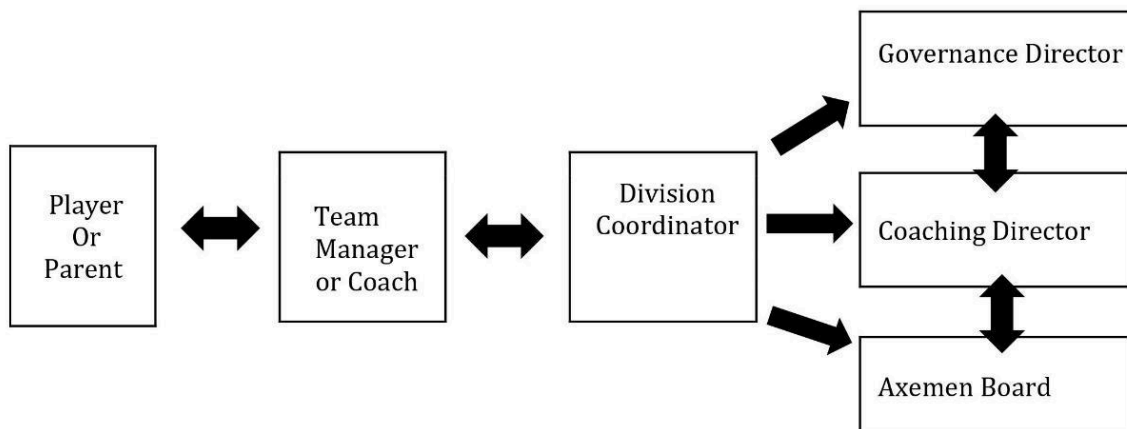 Player
Or
Parent
Team
Manager
or Coach
Division
Coordinator
Governance Director
Coaching Director
Axemen Board